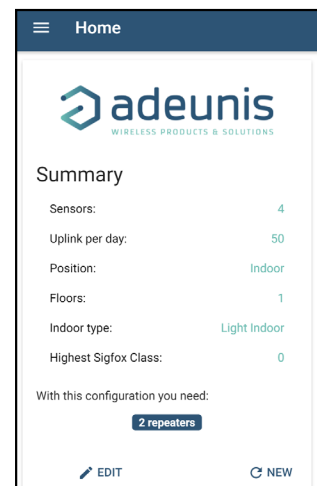 Home
adeunis
WIRELESS PRODUCTS & SOLUTIONS
Summary
Sensors: 4
Uplink per day: 50
Position: Indoor
Floors: 1
Indoor type: Light Indoor
Highest Sigfox Class: 0
With this configuration you need:
2 repeaters
EDIT NEW